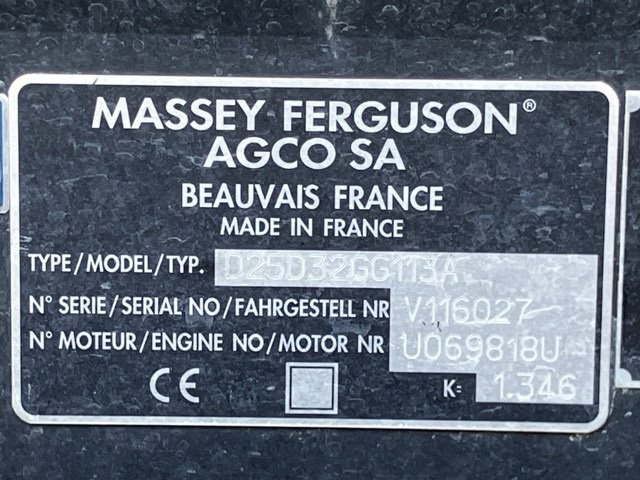 MASSEY FERGUSON®
AGCO SA
BEAUVAIS FRANCE
MADE IN FRANCE
TYPE/MODEL/TYP. D25D32GG113A
N° SERIE/SERIAL NO/FAHRGESTELL NR V116027
N° MOTEUR/ENGINE NO/MOTOR NR U069818U
CE K: 1.346